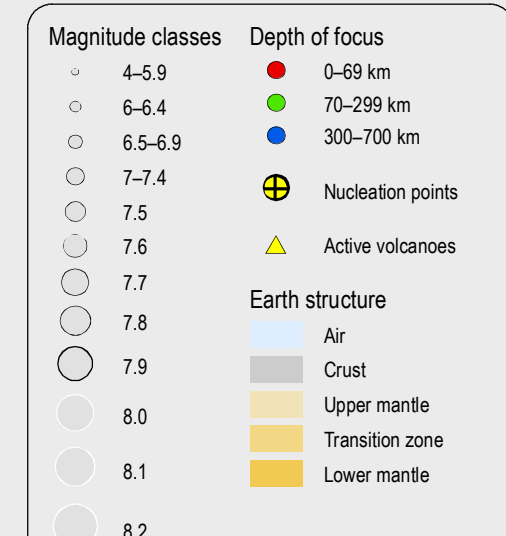 Magnitude classes
4–5.9
6–6.4
6.5–6.9
7–7.4
7.5
7.6
7.7
7.8
7.9
8.0
8.1
8.2
Depth of focus
0–69 km
70–299 km
300–700 km
Nucleation points
Active volcanoes
Earth structure
Air
Crust
Upper mantle
Transition zone
Lower mantle